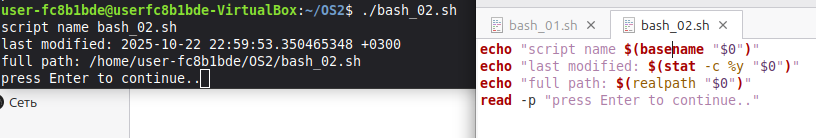 user-fc8b1bde@userfc8b1bde-VirtualBox:~/OS2$ ./bash_02.sh
script name bash_02.sh
last modified: 2025-10-22 22:59:53.350465348 +0300
full path: /home/user-fc8b1bde/OS2/bash_02.sh
press Enter to continue..
Сеть
bash_01.sh
bash_02.sh
echo "script name $(basename "$0")"
echo "last modified: $(stat -c %y "$0")"
echo "full path: $(realpath "$0")"
read -p "press Enter to continue.."